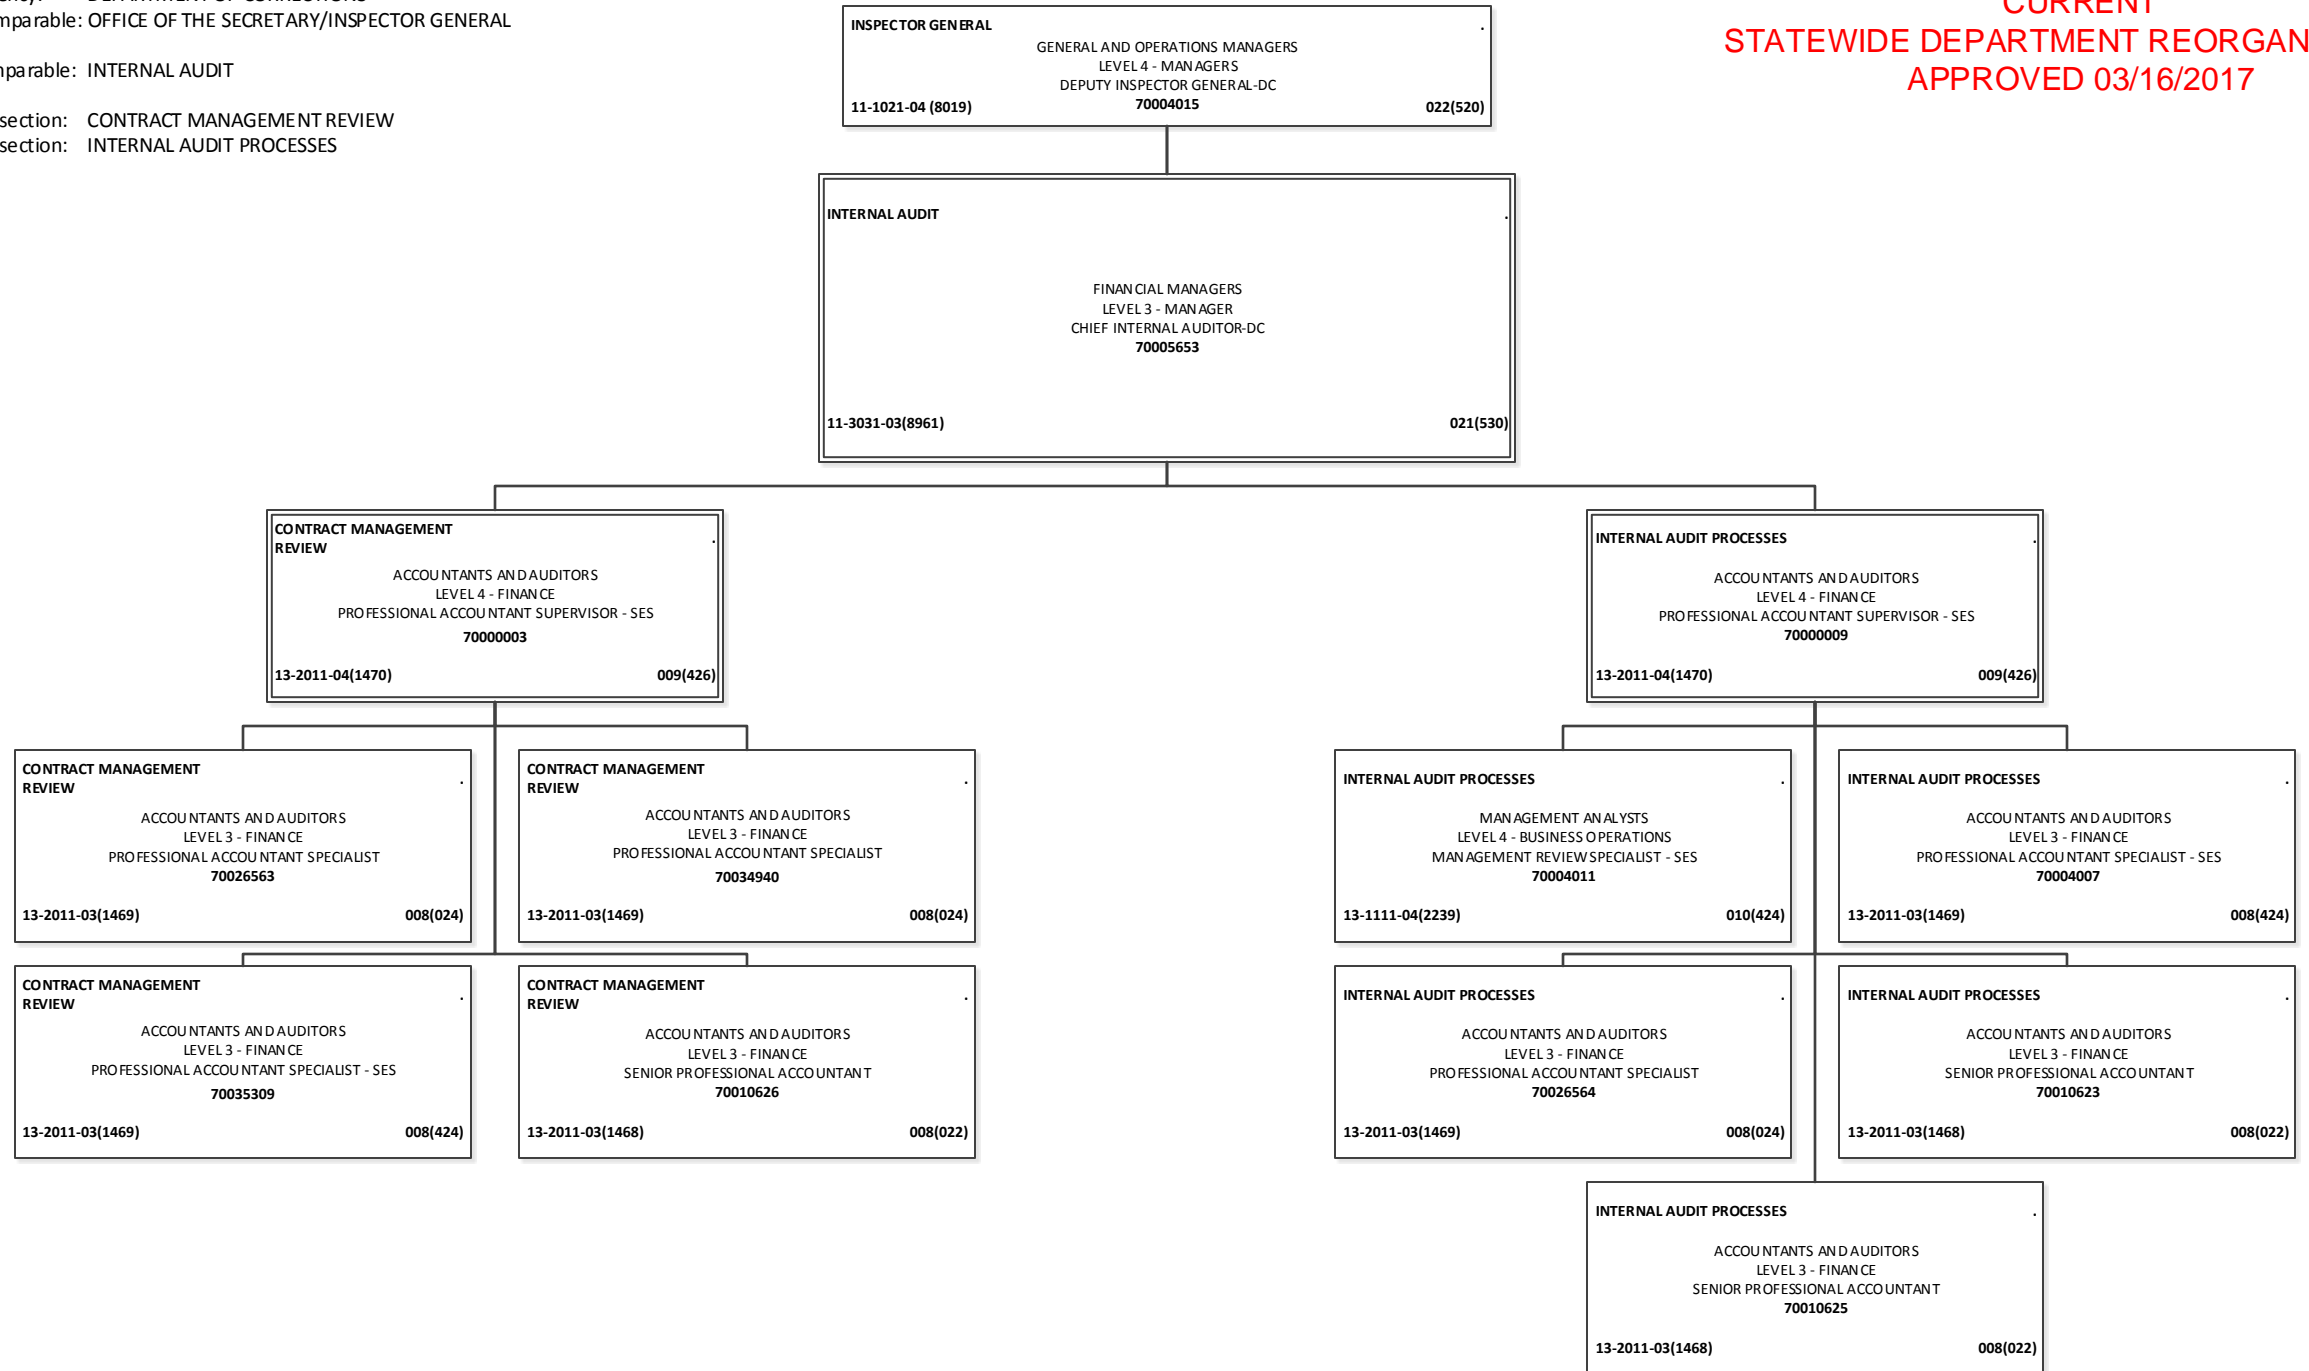 DEPARTMENT OF CORRECTIONS
mparable: OFFICE OF THE SECRETARY/INSPECTOR GENERAL
mparable: INTERNAL AUDIT
section: CONTRACT MANAGEMENT REVIEW
section: INTERNAL AUDIT PROCESSES
CURRENT
STATEWIDE DEPARTMENT REORGAN
APPROVED 03/16/2017
INSPECTOR GENERAL .
GENERAL AND OPERATIONS MANAGERS
LEVEL 4 - MANAGERS
DEPUTY INSPECTOR GENERAL-DC
70004015
11-1021-04 (8019) 022(520)
INTERNAL AUDIT .
FINANCIAL MANAGERS
LEVEL 3 - MANAGER
CHIEF INTERNAL AUDITOR-DC
70005653
11-3031-03(8961) 021(530)
CONTRACT MANAGEMENT
REVIEW .
ACCOUNTANTS AND AUDITORS
LEVEL 4 - FINANCE
PROFESSIONAL ACCOUNTANT SUPERVISOR - SES
70000003
13-2011-04(1470) 009(426)
INTERNAL AUDIT PROCESSES .
ACCOUNTANTS AND AUDITORS
LEVEL 4 - FINANCE
PROFESSIONAL ACCOUNTANT SUPERVISOR - SES
70000009
13-2011-04(1470) 009(426)
CONTRACT MANAGEMENT
REVIEW .
ACCOUNTANTS AND AUDITORS
LEVEL 3 - FINANCE
PROFESSIONAL ACCOUNTANT SPECIALIST
70026563
13-2011-03(1469) 008(024)
CONTRACT MANAGEMENT
REVIEW .
ACCOUNTANTS AND AUDITORS
LEVEL 3 - FINANCE
PROFESSIONAL ACCOUNTANT SPECIALIST
70034940
13-2011-03(1469) 008(024)
INTERNAL AUDIT PROCESSES .
MANAGEMENT ANALYSTS
LEVEL 4 - BUSINESS OPERATIONS
MANAGEMENT REVIEW SPECIALIST - SES
70004011
13-1111-04(2239) 010(424)
INTERNAL AUDIT PROCESSES .
ACCOUNTANTS AND AUDITORS
LEVEL 3 - FINANCE
PROFESSIONAL ACCOUNTANT SPECIALIST - SES
70004007
13-2011-03(1469) 008(424)
CONTRACT MANAGEMENT
REVIEW .
ACCOUNTANTS AND AUDITORS
LEVEL 3 - FINANCE
PROFESSIONAL ACCOUNTANT SPECIALIST - SES
70035309
13-2011-03(1469) 008(424)
CONTRACT MANAGEMENT
REVIEW .
ACCOUNTANTS AND AUDITORS
LEVEL 3 - FINANCE
SENIOR PROFESSIONAL ACCOUNTANT
70010626
13-2011-03(1468) 008(022)
INTERNAL AUDIT PROCESSES .
ACCOUNTANTS AND AUDITORS
LEVEL 3 - FINANCE
PROFESSIONAL ACCOUNTANT SPECIALIST
70026564
13-2011-03(1469) 008(024)
INTERNAL AUDIT PROCESSES .
ACCOUNTANTS AND AUDITORS
LEVEL 3 - FINANCE
SENIOR PROFESSIONAL ACCOUNTANT
70010623
13-2011-03(1468) 008(022)
INTERNAL AUDIT PROCESSES .
ACCOUNTANTS AND AUDITORS
LEVEL 3 - FINANCE
SENIOR PROFESSIONAL ACCOUNTANT
70010625
13-2011-03(1468) 008(022)